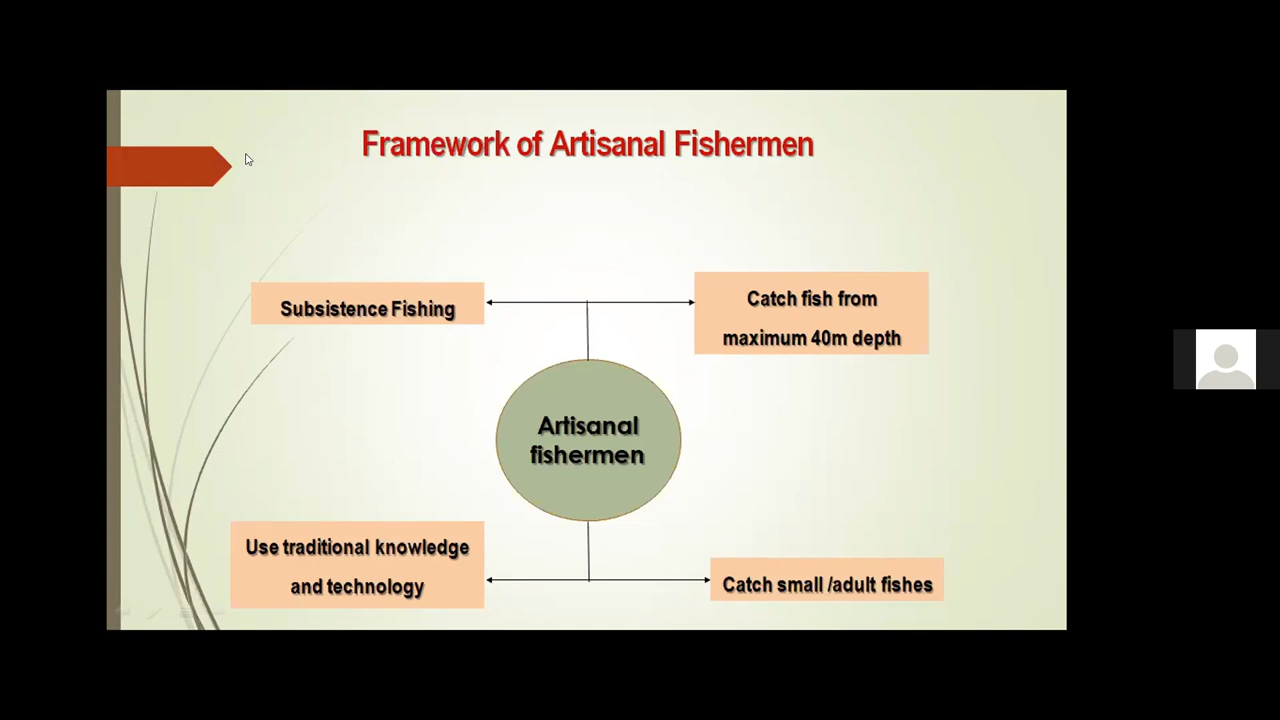 Framework of Artisanal Fishermen
Subsistence Fishing
Catch fish from
maximum 40m depth
Artisanal
fishermen
Use traditional knowledge
and technology
Catch small /adult fishes